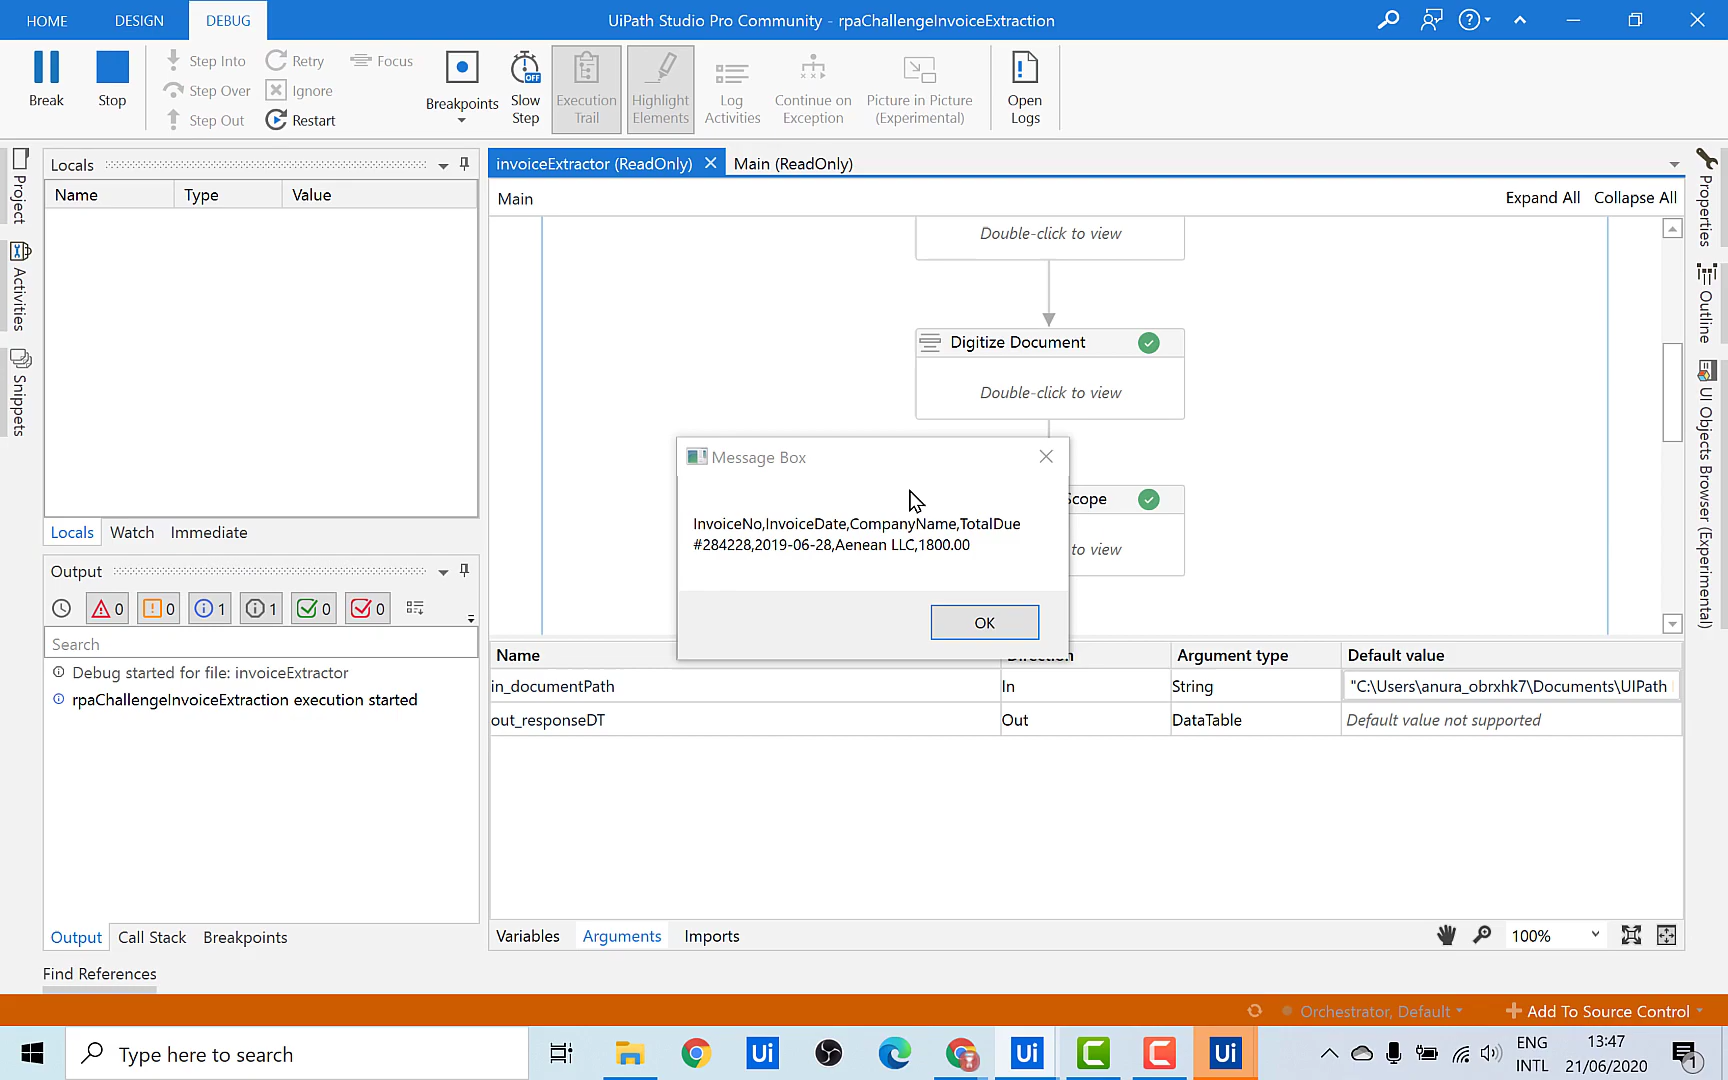 HOME DESIGN DEBUG UiPath Studio Pro Community - rpaChallengeInvoiceExtraction
Break
Stop
Step Into
Step Over
Step Out
Retry
Ignore
Restart
Focus
Breakpoints
Slow
Step
OFF
Execution
Trail
Highlight
Elements
Log
Activities
Continue on
Exception
Picture in Picture
(Experimental)
Open
Logs
Project
Activities
Snippets
Locals
Name Type Value
Locals Watch Immediate
Output
0 0 1 1 0 0
Search
Debug started for file: invoiceExtractor
rpaChallengeInvoiceExtraction execution started
Output Call Stack Breakpoints
Find References
invoiceExtractor (ReadOnly) Main (ReadOnly)
Main Expand All Collapse All
Double-click to view
Digitize Document
Double-click to view
Scope
to view
Message Box
InvoiceNo,InvoiceDate,CompanyName,TotalDue
#284228,2019-06-28,Aenean LLC,1800.00
OK
Name Direction Argument type Default value
in_documentPath In String "C:\Users\anura_obrxhk7\Documents\UIPath
out_responseDT Out DataTable Default value not supported
Variables Arguments Imports 100%
Properties
Outline
UI Objects Browser (Experimental)
Orchestrator, Default Add To Source Control
Type here to search
Ui
Ui
Ui
ENG
INTL
13:47
21/06/2020
1